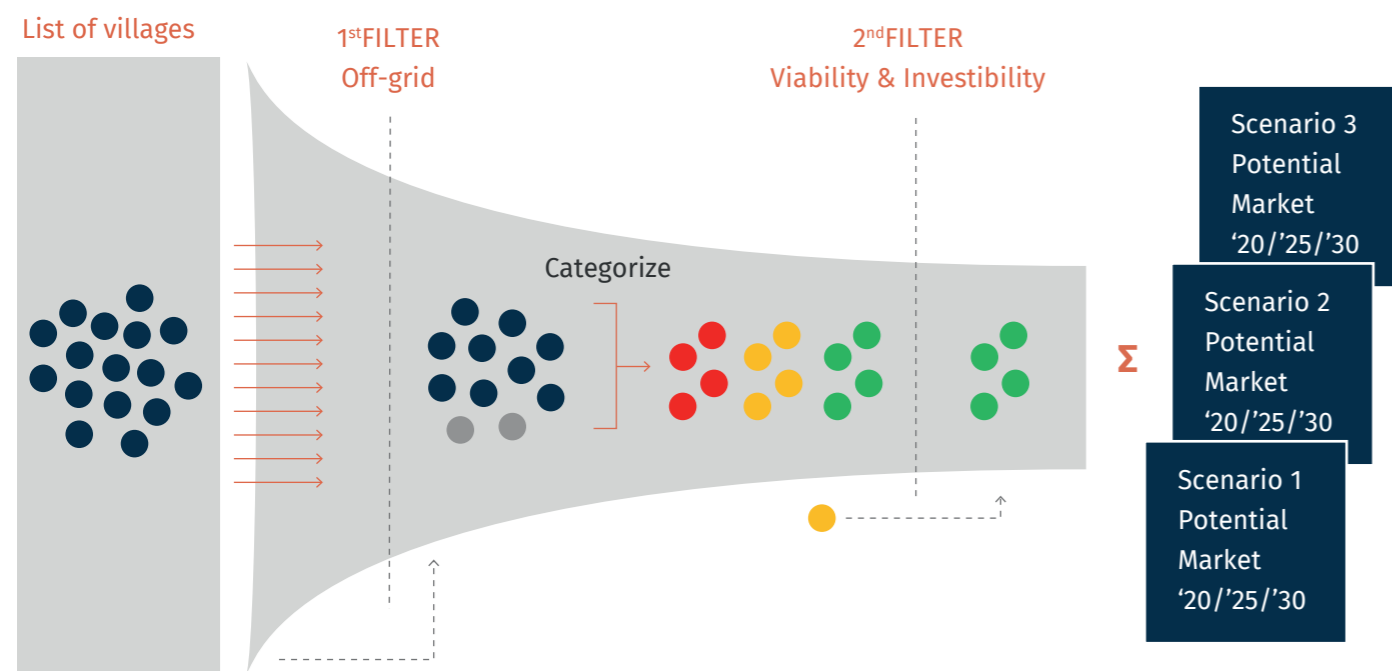 List of villages
1stFILTER
Off-grid
2ndFILTER
Viability & Investibility
Categorize
Σ
Scenario 3
Potential
Market
‘20/’25/’30
Scenario 2
Potential
Market
‘20/’25/’30
Scenario 1
Potential
Market
‘20/’25/’30